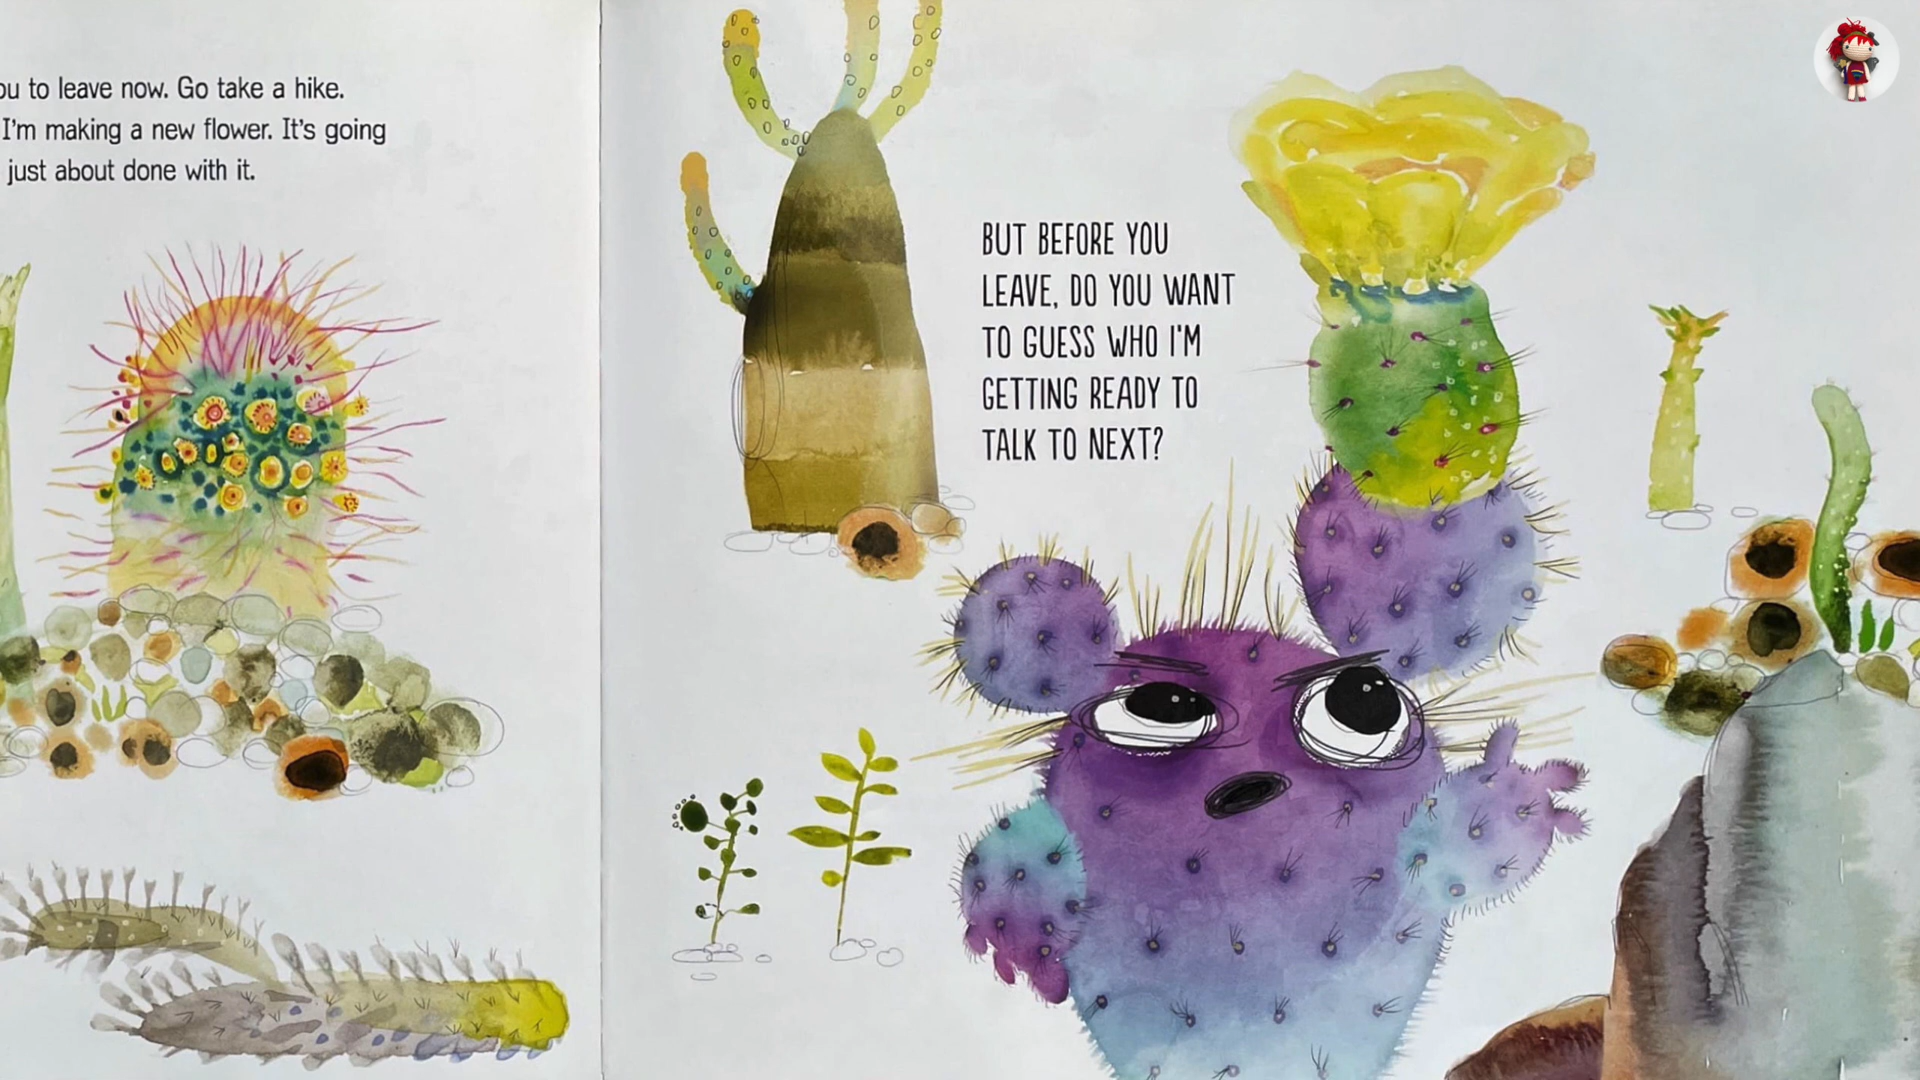 to leave now. Go take a hike.
I'm making a new flower. It's going
just about done with it.
BUT BEFORE YOU
LEAVE, DO YOU WANT
TO GUESS WHO I'M
GETTING READY TO
TALK TO NEXT?